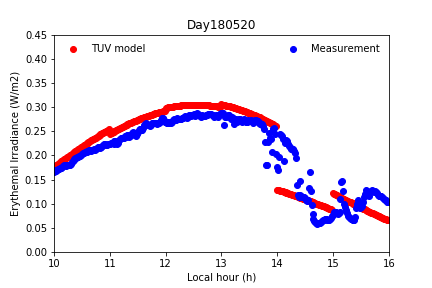 Day180520
TUV model
Measurement
Erythemal Irradiance (W/m2)
0.45
0.40
0.35
0.30
0.25
0.20
0.15
0.10
0.05
0.00
10 11 12 13 14 15 16
Local hour (h)